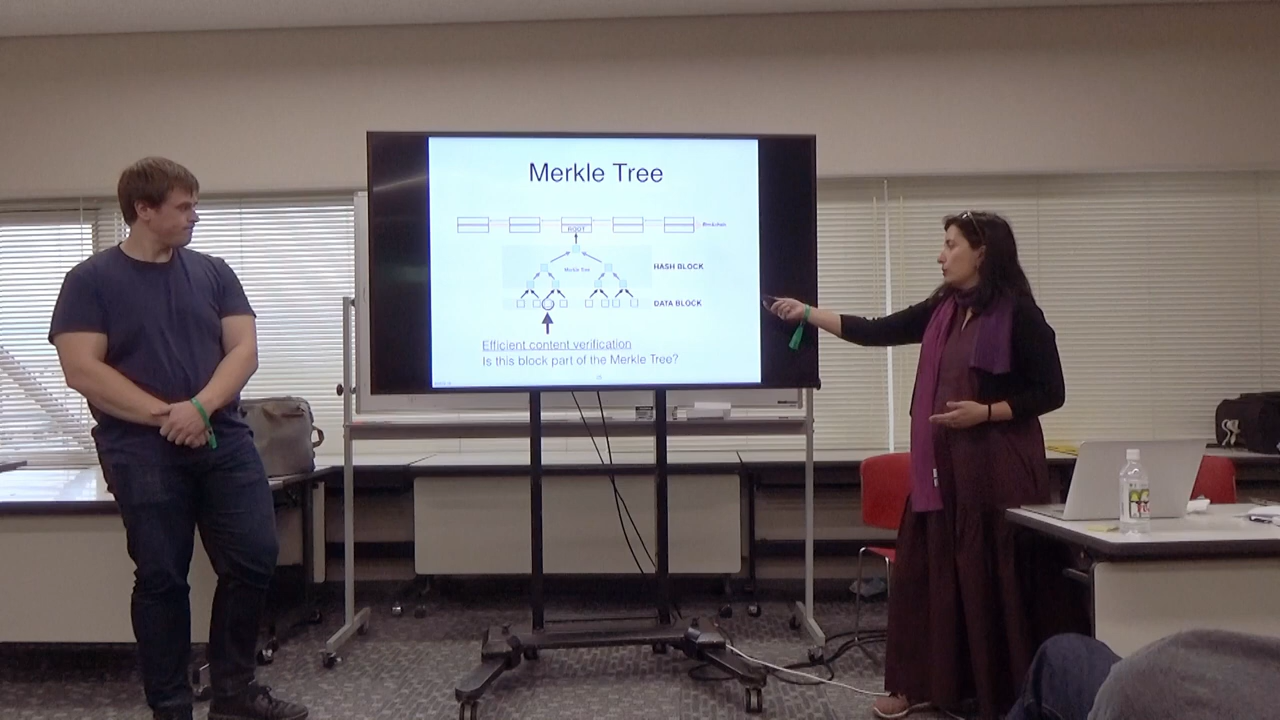 Merkle Tree
Blockchain
ROOT
Merkle Tree
HASH BLOCK
DATA BLOCK
Efficient content verification
Is this block part of the Merkle Tree?